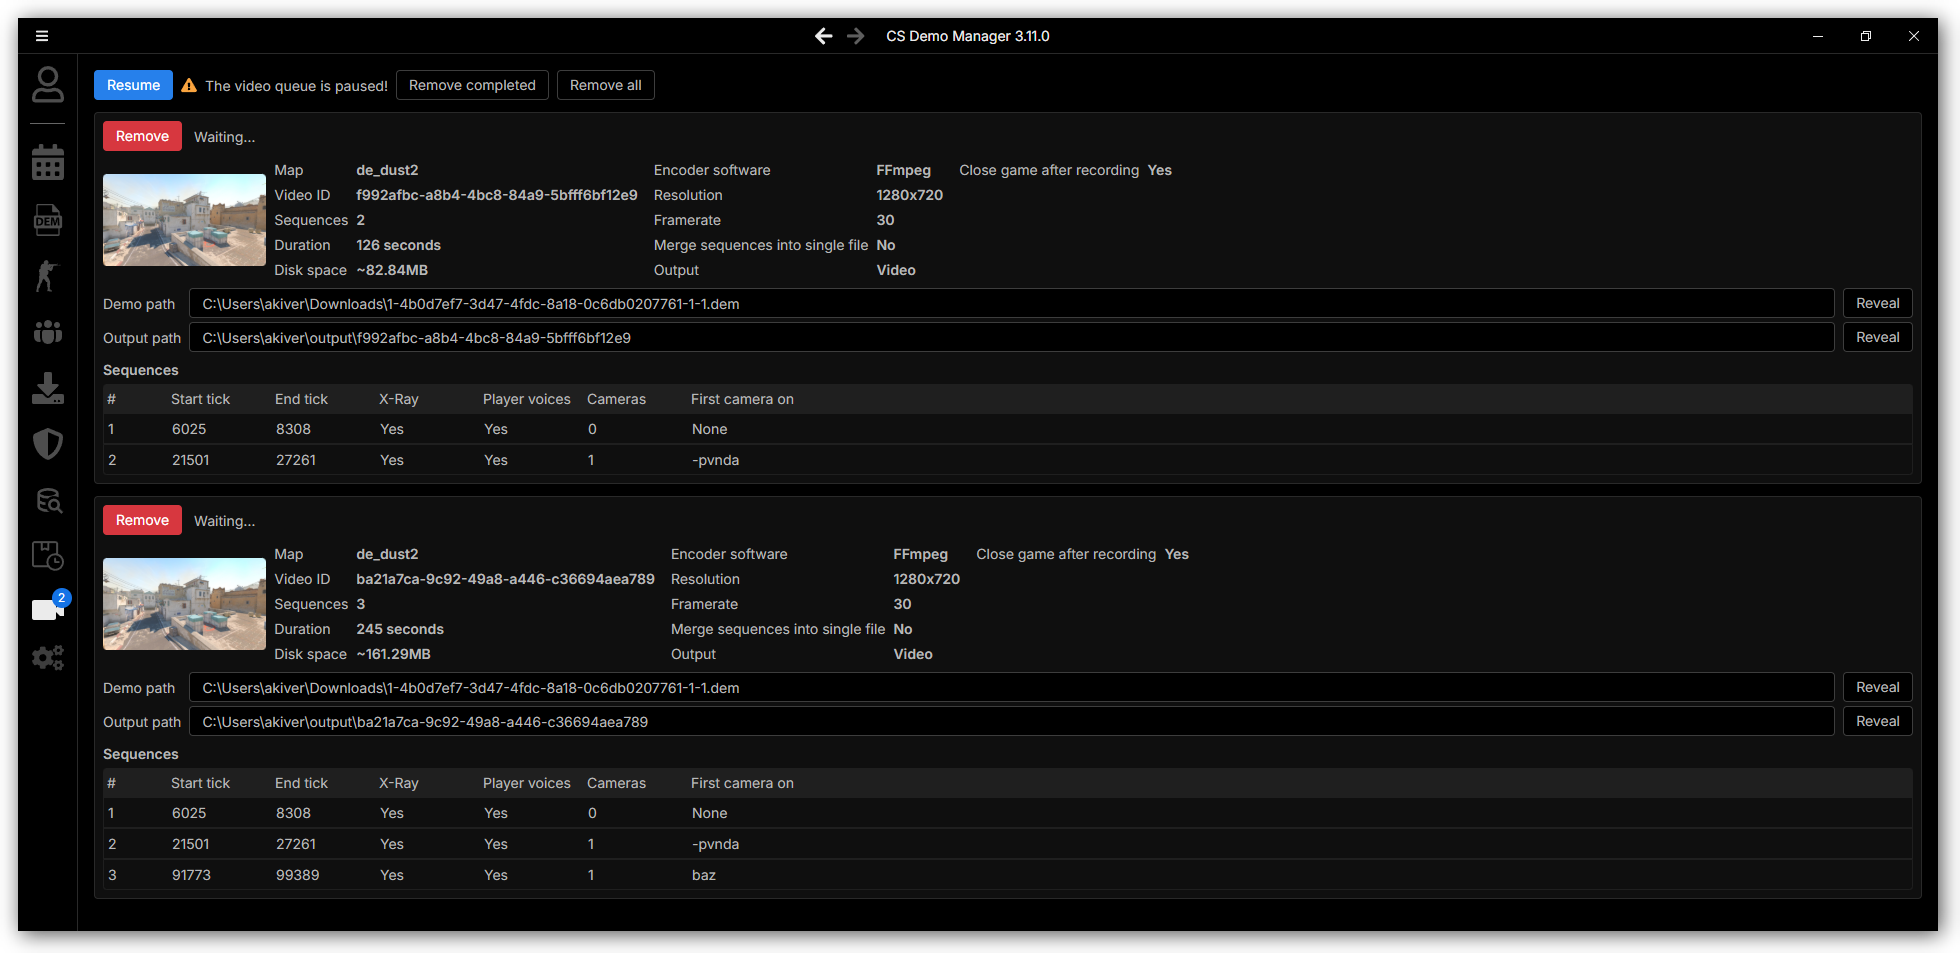 CS Demo Manager 3.11.0
Resume The video queue is paused! Remove completed Remove all
Remove Waiting...
Map de_dust2 Encoder software FFmpeg Close game after recording Yes
Video ID f992afbc-a8b4-4bc8-84a9-5bfff6bf12e9 Resolution 1280x720
Sequences 2 Framerate 30
Duration 126 seconds Merge sequences into single file No
Disk space ~82.84MB Output Video
Demo path C:\Users\akiver\Downloads\1-4b0d7ef7-3d47-4fdc-8a18-0c6db0207761-1-1.dem Reveal
Output path C:\Users\akiver\output\f992afbc-a8b4-4bc8-84a9-5bfff6bf12e9 Reveal
Sequences
# Start tick End tick X-Ray Player voices Cameras First camera on
1 6025 8308 Yes Yes 0 None
2 21501 27261 Yes Yes 1 -pvnda
Remove Waiting...
Map de_dust2 Encoder software FFmpeg Close game after recording Yes
Video ID ba21a7ca-9c92-49a8-a446-c36694aea789 Resolution 1280x720
Sequences 3 Framerate 30
Duration 245 seconds Merge sequences into single file No
Disk space ~161.29MB Output Video
Demo path C:\Users\akiver\Downloads\1-4b0d7ef7-3d47-4fdc-8a18-0c6db0207761-1-1.dem Reveal
Output path C:\Users\akiver\output\ba21a7ca-9c92-49a8-a446-c36694aea789 Reveal
Sequences
# Start tick End tick X-Ray Player voices Cameras First camera on
1 6025 8308 Yes Yes 0 None
2 21501 27261 Yes Yes 1 -pvnda
3 91773 99389 Yes Yes 1 baz
DEM
2